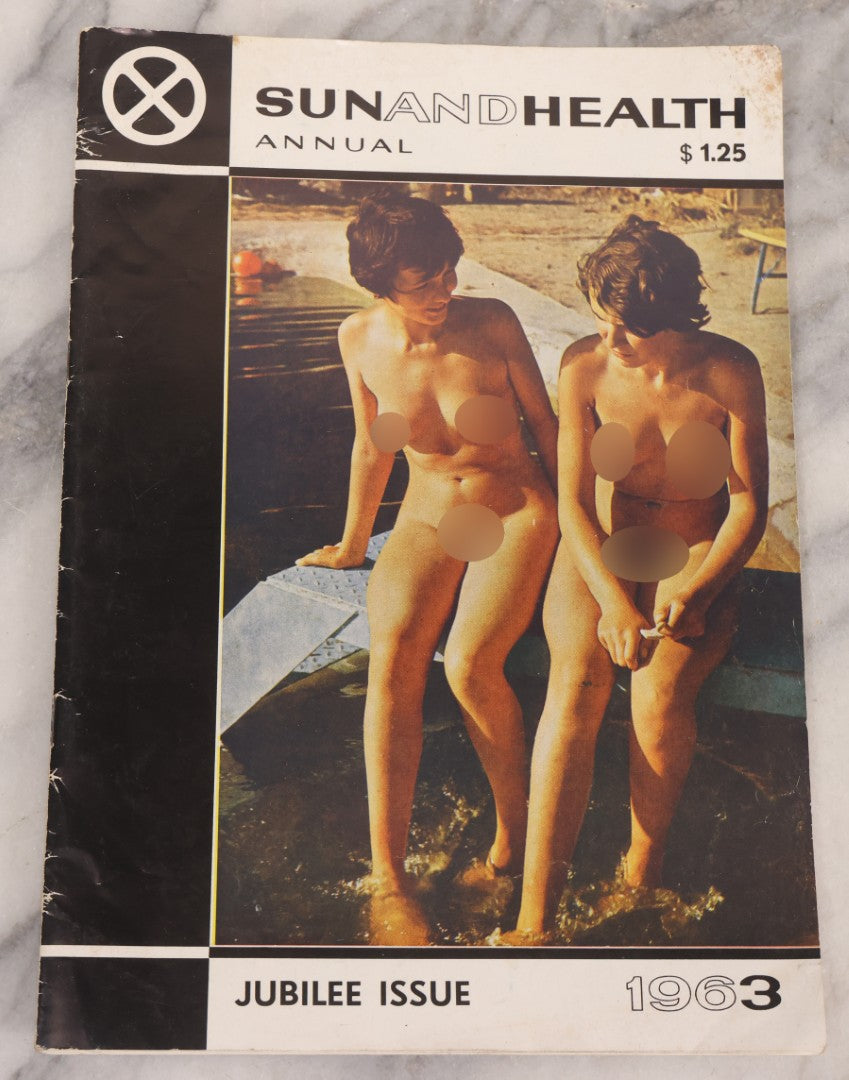 SUNANDHEALTH
ANNUAL
$ 1.25
JUBILEE ISSUE
1963